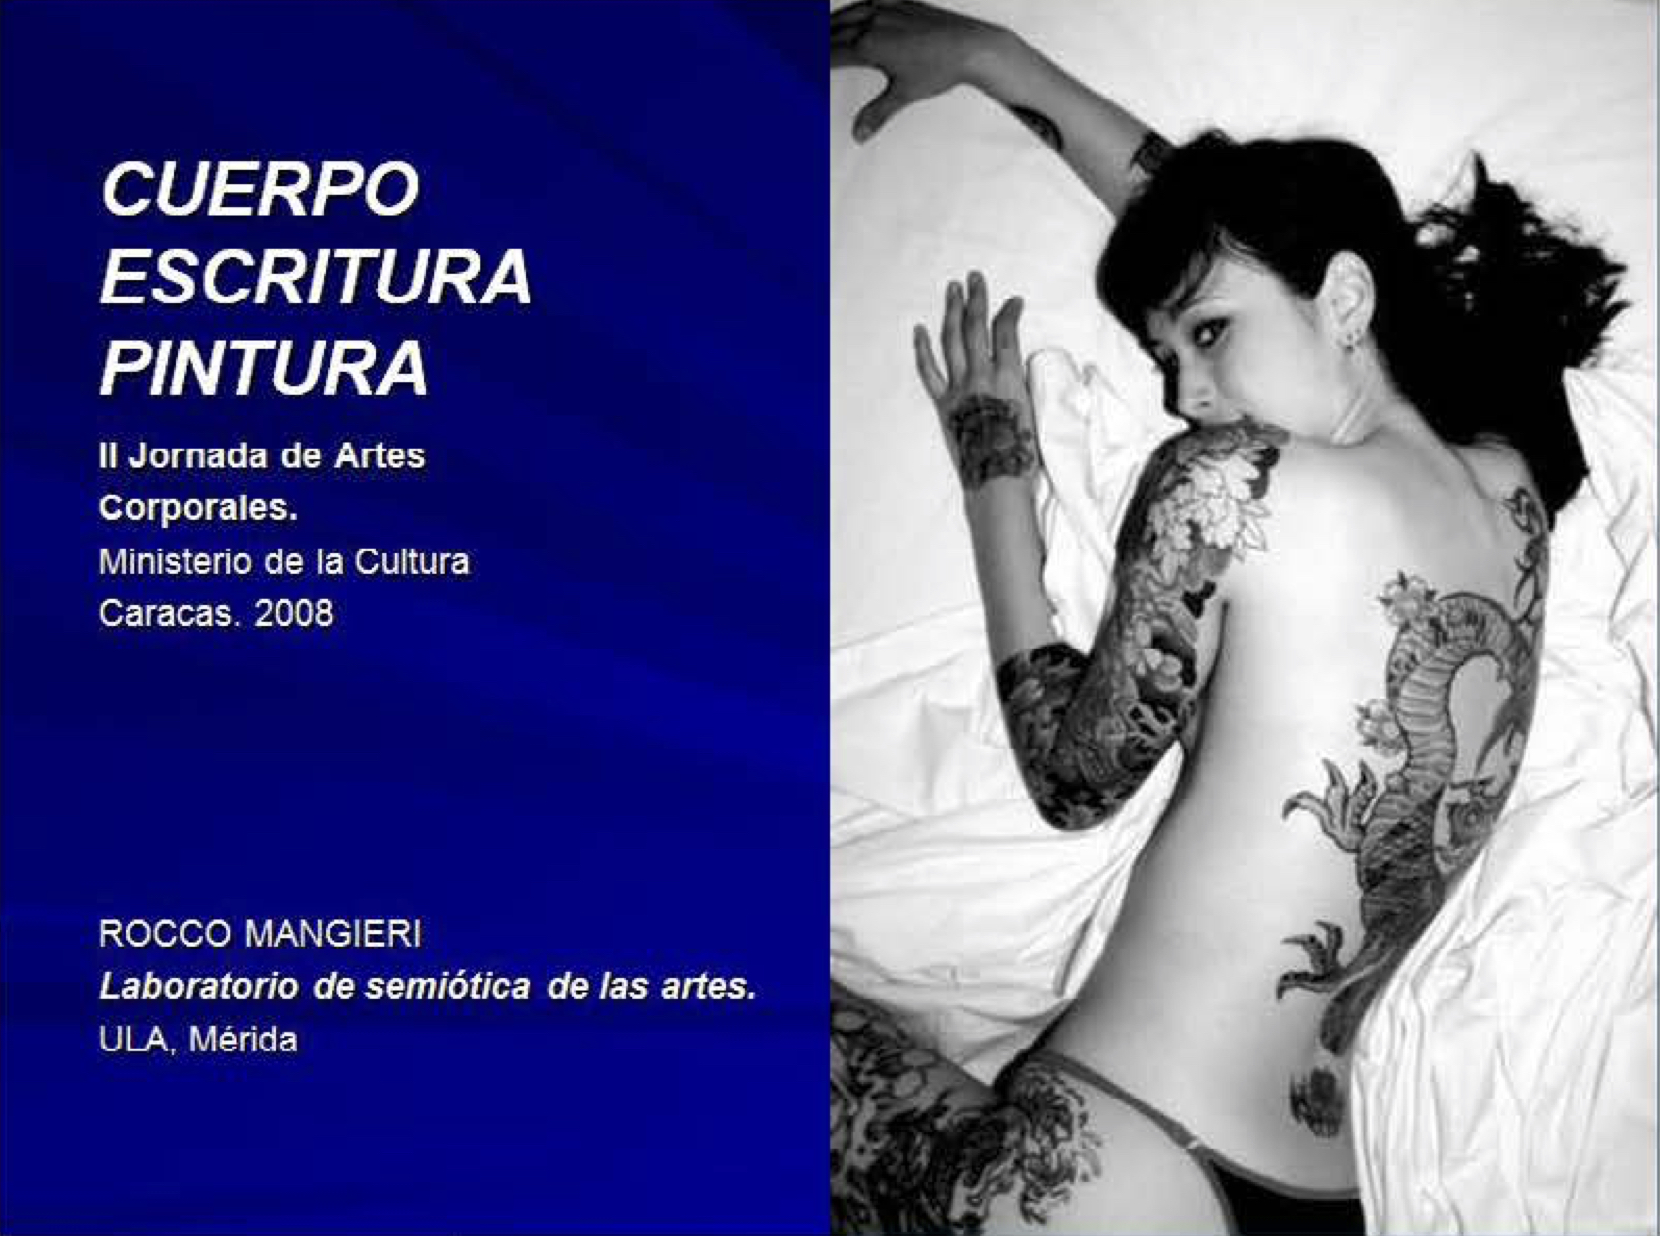 CUERPO
ESCRITURA
PINTURA
II Jornada de Artes
Corporales.
Ministerio de la Cultura
Caracas. 2008
ROCCO MANGIERI
Laboratorio de semiótica de las artes.
ULA, Mérida